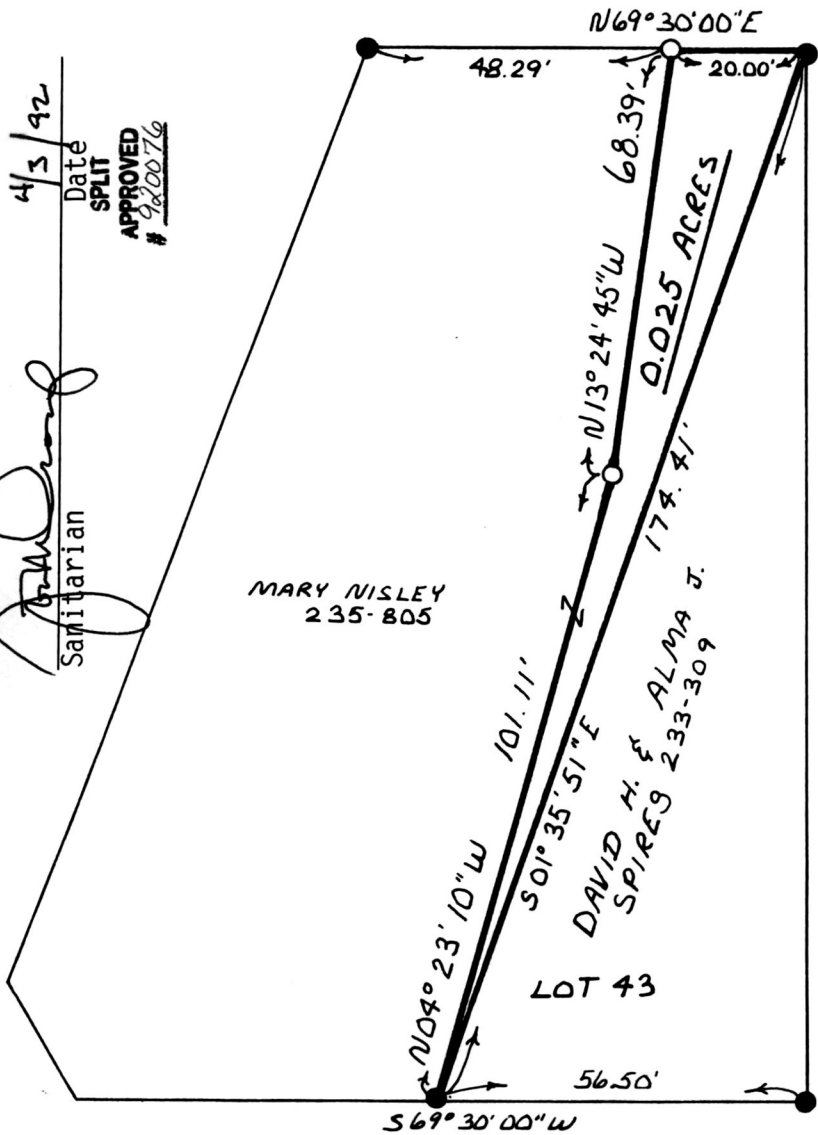 4/3/92
Date
SPLIT
APPROVED
# 920076
Sanitarian
N69°30'00"E
48.29'
20.00'
68.39'
N13°24'45"W
0.025 ACRES
174.41'
MARY NISLEY
235-805
101.11'
N04°23'10"W
S01°35'51"E
DAVID H. & ALMA J.
SPIRES 233-309
LOT 43
56.50'
S69°30'00"W
Z